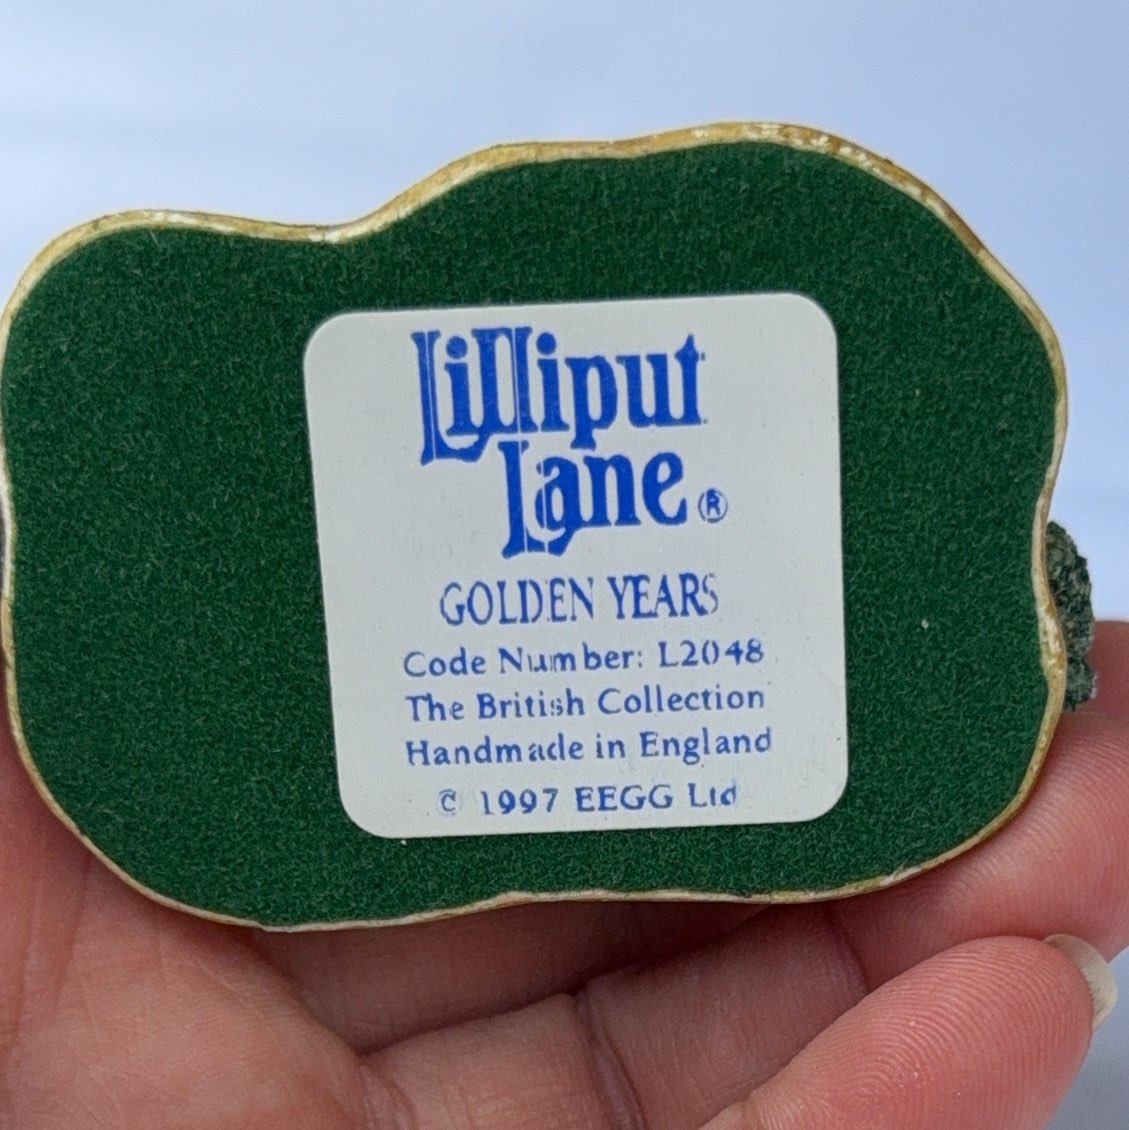 Lilliput
Lane ®
GOLDEN YEARS
Code Number: L2048
The British Collection
Handmade in England
© 1997 EEGG Ltd